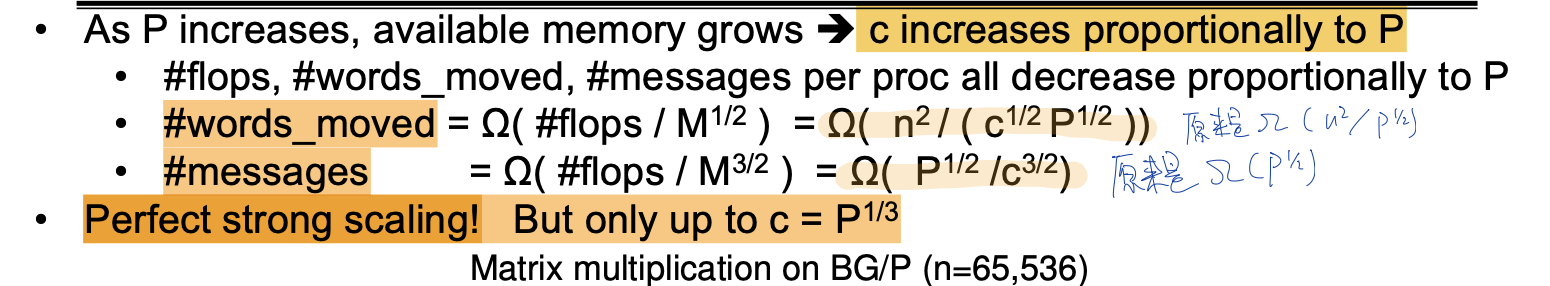 • As P increases, available memory grows ➔ c increases proportionally to P
• #flops, #words_moved, #messages per proc all decrease proportionally to P
• #words_moved = Ω( #flops / M^1/2 ) = Ω( n^2 / ( c^1/2 P^1/2 )) 原来是 Ω (n^2/P^1/2)
• #messages = Ω( #flops / M^3/2 ) = Ω( P^1/2 /c^3/2) 原来是 Ω(P^1/2)
• Perfect strong scaling! But only up to c = P^1/3
Matrix multiplication on BG/P (n=65,536)